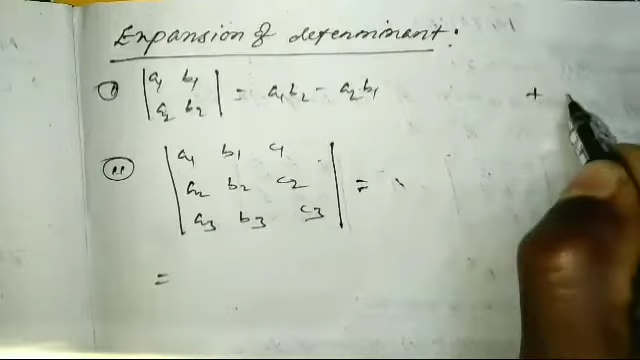 Expansion of determinant:
(i) | a₁ b₁ | = a₁b₂ - a₂b₁ +
| a₂ b₂ |
(ii) | a₁ b₁ c₁ |
| a₂ b₂ c₂ | =
| a₃ b₃ c₃ |
=